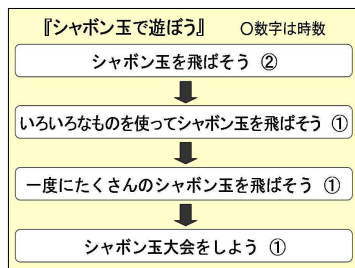 『シャボン玉で遊ぼう』 〇数字は時数
シャボン玉を飛ばそう ②
いろいろなものを使ってシャボン玉を飛ばそう ①
一度にたくさんのシャボン玉を飛ばそう ①
シャボン玉大会をしよう ①